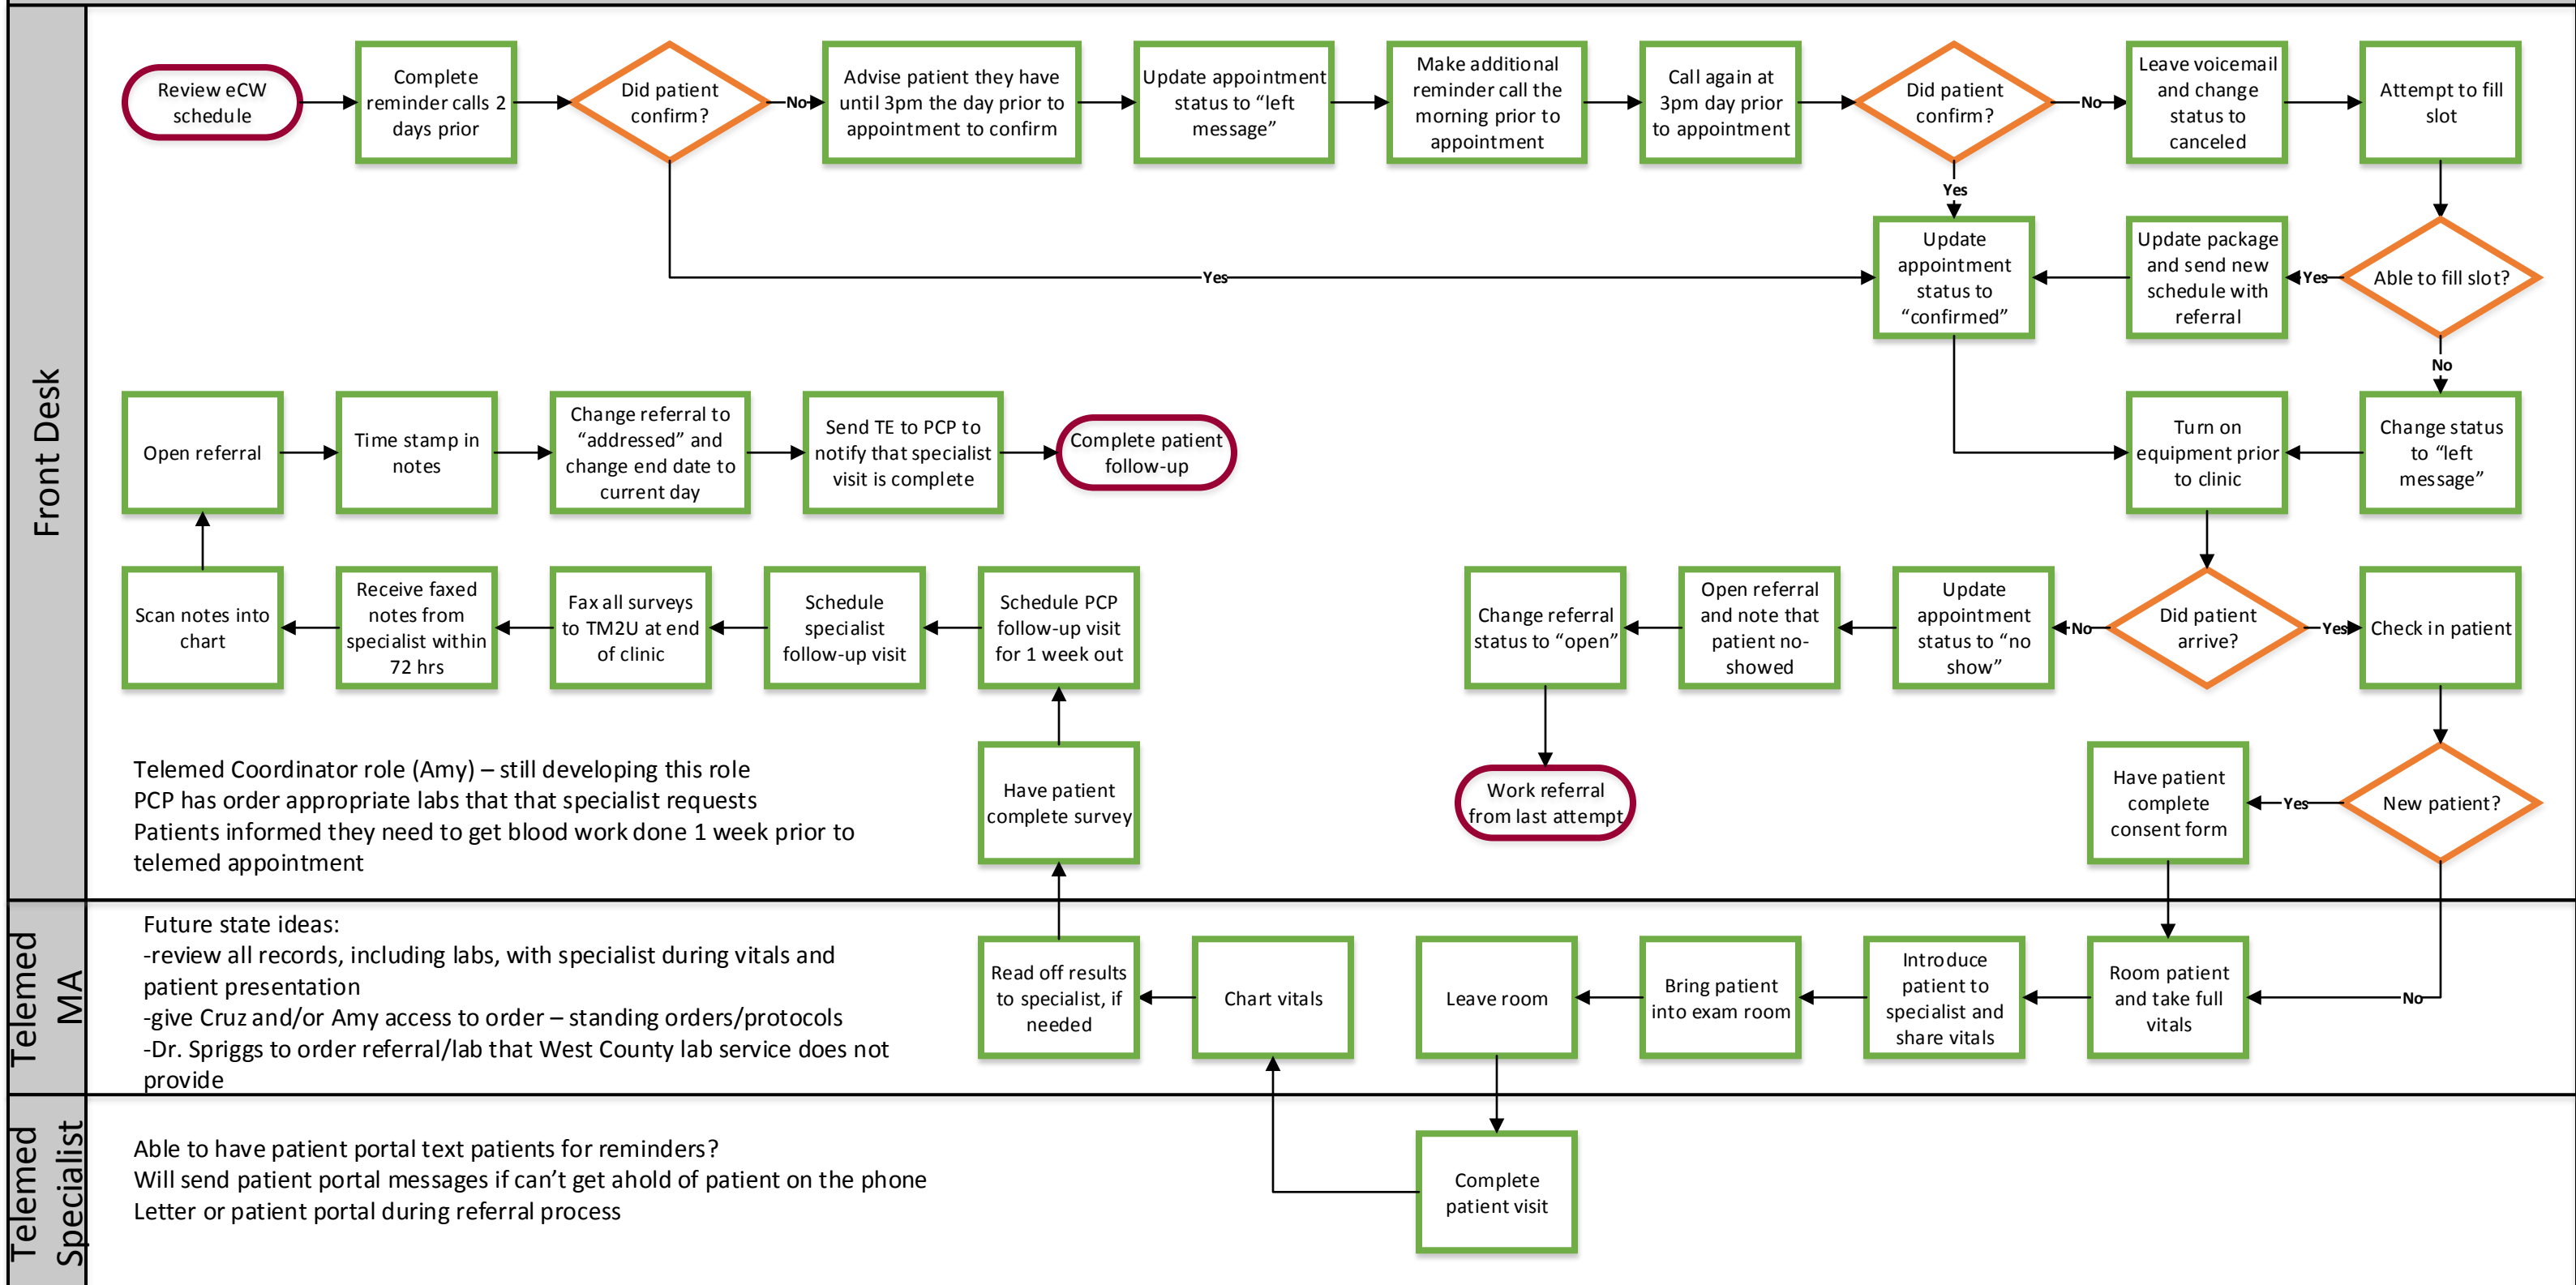 Front Desk
Review eCW
schedule
Complete
reminder calls 2
days prior
Did patient
confirm?
No
Advise patient they have
until 3pm the day prior to
appointment to confirm
Update appointment
status to “left
message”
Make additional
reminder call the
morning prior to
appointment
Call again at
3pm day prior
to appointment
Did patient
confirm?
No
Leave voicemail
and change
status to
canceled
Attempt to fill
slot
Yes
Yes
Update
appointment
status to
“confirmed”
Update package
and send new
schedule with
referral
Yes
Able to fill slot?
No
Open referral
Time stamp in
notes
Change referral to
“addressed” and
change end date to
current day
Send TE to PCP to
notify that specialist
visit is complete
Complete patient
follow-up
Turn on
equipment prior
to clinic
Change status
to “left
message”
Scan notes into
chart
Receive faxed
notes from
specialist within
72 hrs
Fax all surveys
to TM2U at end
of clinic
Schedule
specialist
follow-up visit
Schedule PCP
follow-up visit
for 1 week out
Change referral
status to “open”
Open referral
and note that
patient no-
showed
Update
appointment
status to “no
show”
No
Did patient
arrive?
Yes
Check in patient
Telemed Coordinator role (Amy) – still developing this role
PCP has order appropriate labs that that specialist requests
Patients informed they need to get blood work done 1 week prior to
telemed appointment
Have patient
complete survey
Work referral
from last attempt
Have patient
complete
consent form
Yes
New patient?
Telemed
MA
Future state ideas:
-review all records, including labs, with specialist during vitals and
patient presentation
-give Cruz and/or Amy access to order – standing orders/protocols
-Dr. Spriggs to order referral/lab that West County lab service does not
provide
Read off results
to specialist, if
needed
Chart vitals
Leave room
Bring patient
into exam room
Introduce
patient to
specialist and
share vitals
Room patient
and take full
vitals
No
Telemed
Specialist
Able to have patient portal text patients for reminders?
Will send patient portal messages if can’t get ahold of patient on the phone
Letter or patient portal during referral process
Complete
patient visit